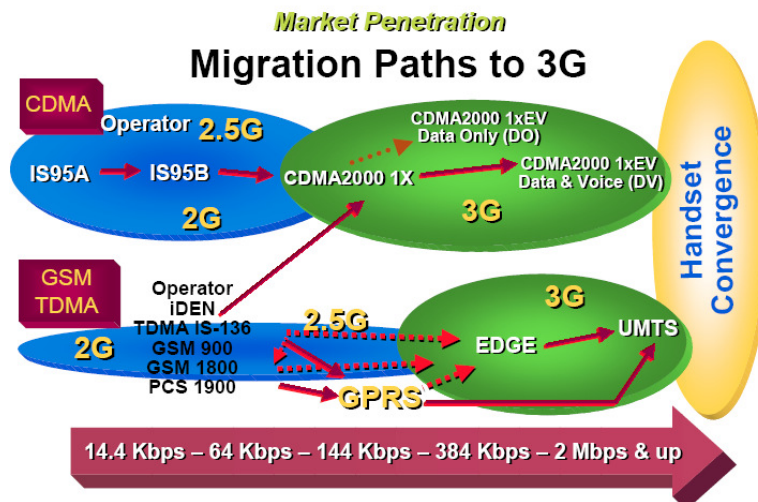 Market Penetration
Migration Paths to 3G
CDMA
Operator
2.5G
IS95A
IS95B
2G
CDMA2000 1X
CDMA2000 1xEV
Data Only (DO)
CDMA2000 1xEV
Data & Voice (DV)
3G
Handset
Convergence
GSM
TDMA
2G
Operator
iDEN
TDMA IS-136
GSM 900
GSM 1800
PCS 1900
2.5G
GPRS
3G
EDGE
UMTS
14.4 Kbps – 64 Kbps – 144 Kbps – 384 Kbps – 2 Mbps & up